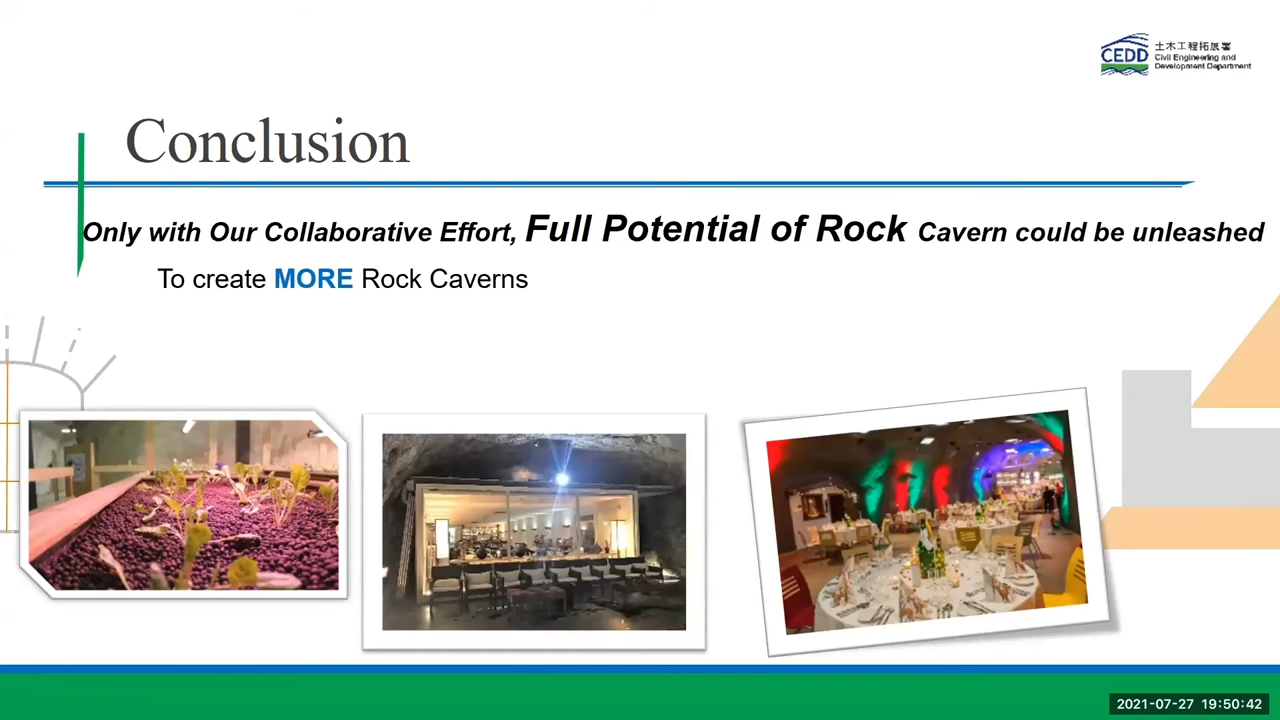 CEDD
土木工程拓展署
Civil Engineering and
Development Department
Conclusion
Only with Our Collaborative Effort, Full Potential of Rock Cavern could be unleashed
To create MORE Rock Caverns
2021-07-27 19:50:42